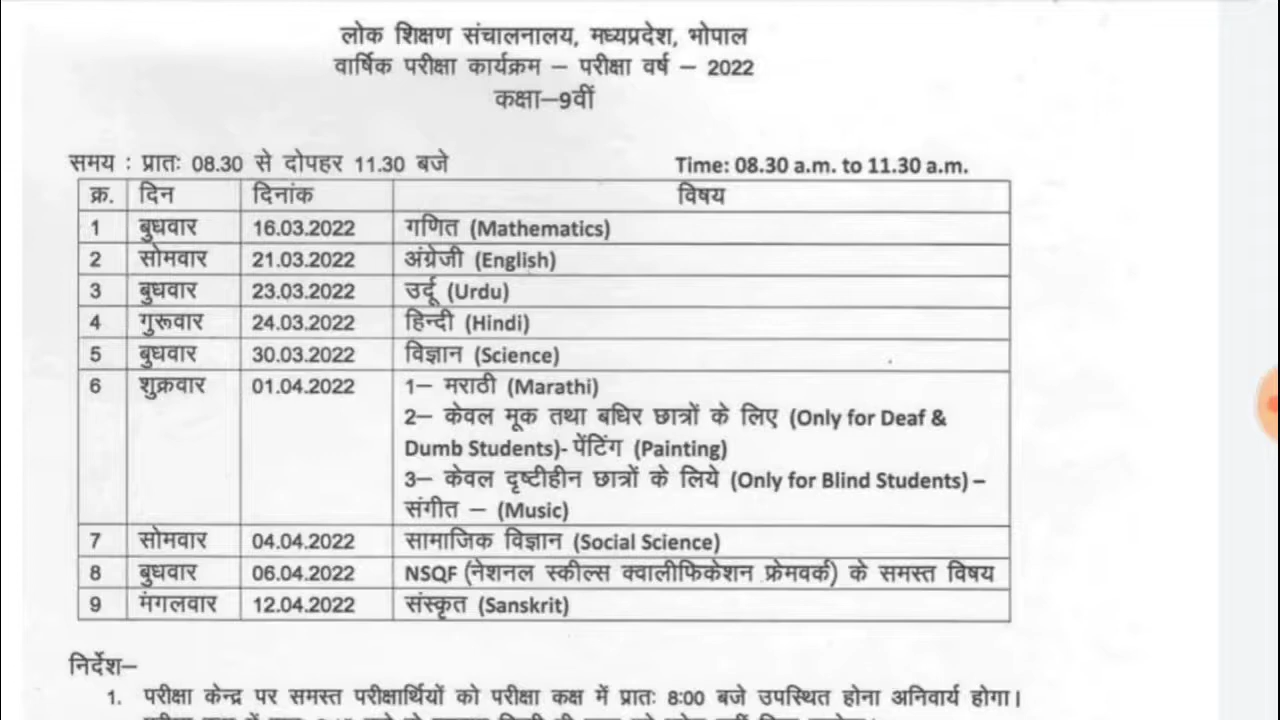 लोक शिक्षण संचालनालय, मध्यप्रदेश, भोपाल
वार्षिक परीक्षा कार्यक्रम – परीक्षा वर्ष – 2022
कक्षा–9वीं
समय : प्रातः 08.30 से दोपहर 11.30 बजे Time: 08.30 a.m. to 11.30 a.m.
क्र. दिन दिनांक विषय
1 बुधवार 16.03.2022 गणित (Mathematics)
2 सोमवार 21.03.2022 अंग्रेजी (English)
3 बुधवार 23.03.2022 उर्दू (Urdu)
4 गुरूवार 24.03.2022 हिन्दी (Hindi)
5 बुधवार 30.03.2022 विज्ञान (Science)
6 शुक्रवार 01.04.2022 1– मराठी (Marathi)
2– केवल मूक तथा बधिर छात्रों के लिए (Only for Deaf &
Dumb Students)- पेंटिंग (Painting)
3– केवल दृष्टीहीन छात्रों के लिये (Only for Blind Students) –
संगीत – (Music)
7 सोमवार 04.04.2022 सामाजिक विज्ञान (Social Science)
8 बुधवार 06.04.2022 NSQF (नेशनल स्कील्स क्वालीफिकेशन फ्रेमवर्क) के समस्त विषय
9 मंगलवार 12.04.2022 संस्कृत (Sanskrit)
निर्देश–
1. परीक्षा केन्द्र पर समस्त परीक्षार्थियों को परीक्षा कक्ष में प्रातः 8:00 बजे उपस्थित होना अनिवार्य होगा।